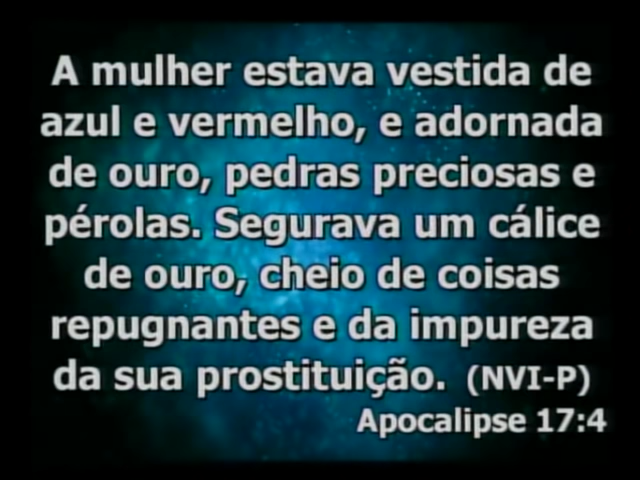 A mulher estava vestida de
azul e vermelho, e adornada
de ouro, pedras preciosas e
pérolas. Segurava um cálice
de ouro, cheio de coisas
repugnantes e da impureza
da sua prostituição. (NVI-P)
Apocalipse 17:4